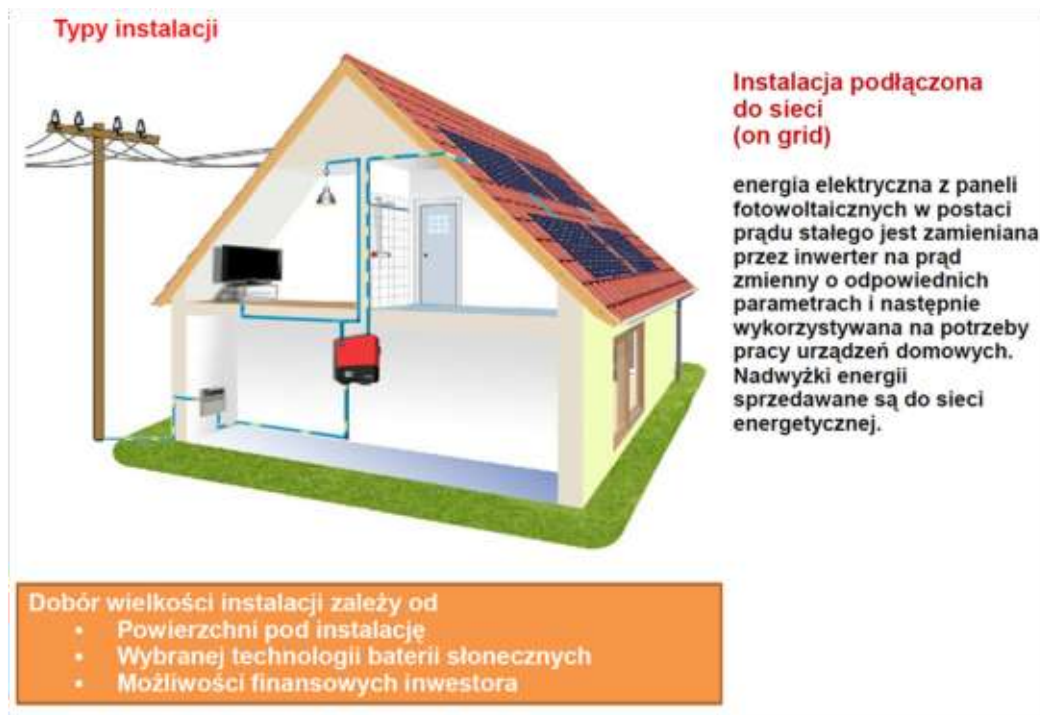 Typy instalacji
Instalacja podłączona
do sieci
(on grid)
energia elektryczna z paneli
fotowoltaicznych w postaci
prądu stałego jest zamieniana
przez inwerter na prąd
zmienny o odpowiednich
parametrach i następnie
wykorzystywana na potrzeby
pracy urządzeń domowych.
Nadwyżki energii
sprzedawane są do sieci
energetycznej.
Dobór wielkości instalacji zależy od
• Powierzchni pod instalację
• Wybranej technologii baterii słonecznych
• Możliwości finansowych inwestora